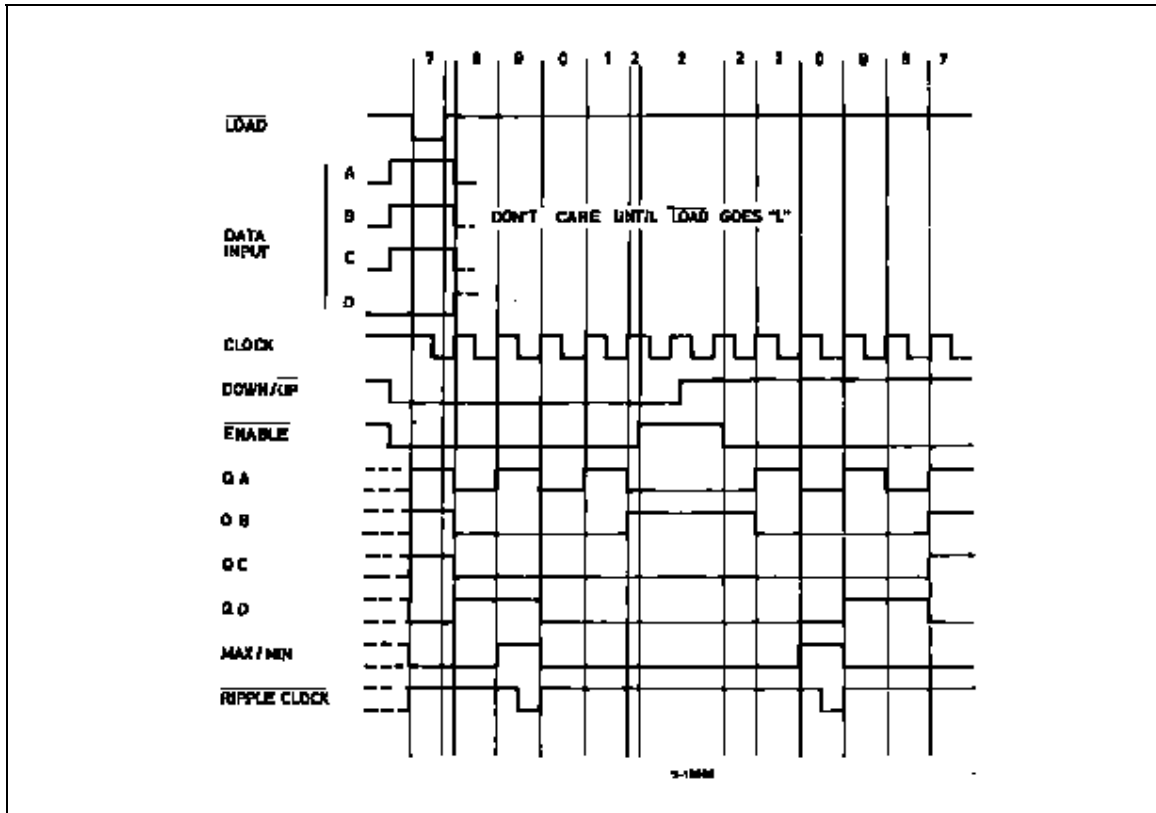 7 8 9 0 1 2 2 2 1 0 9 8 7
LOAD
A
B
DON'T CARE UNTIL LOAD GOES "L"
DATA
INPUT
C
D
CLOCK
DOWN/UP
ENABLE
Q A
Q B
Q C
Q D
MAX / MIN
RIPPLE CLOCK